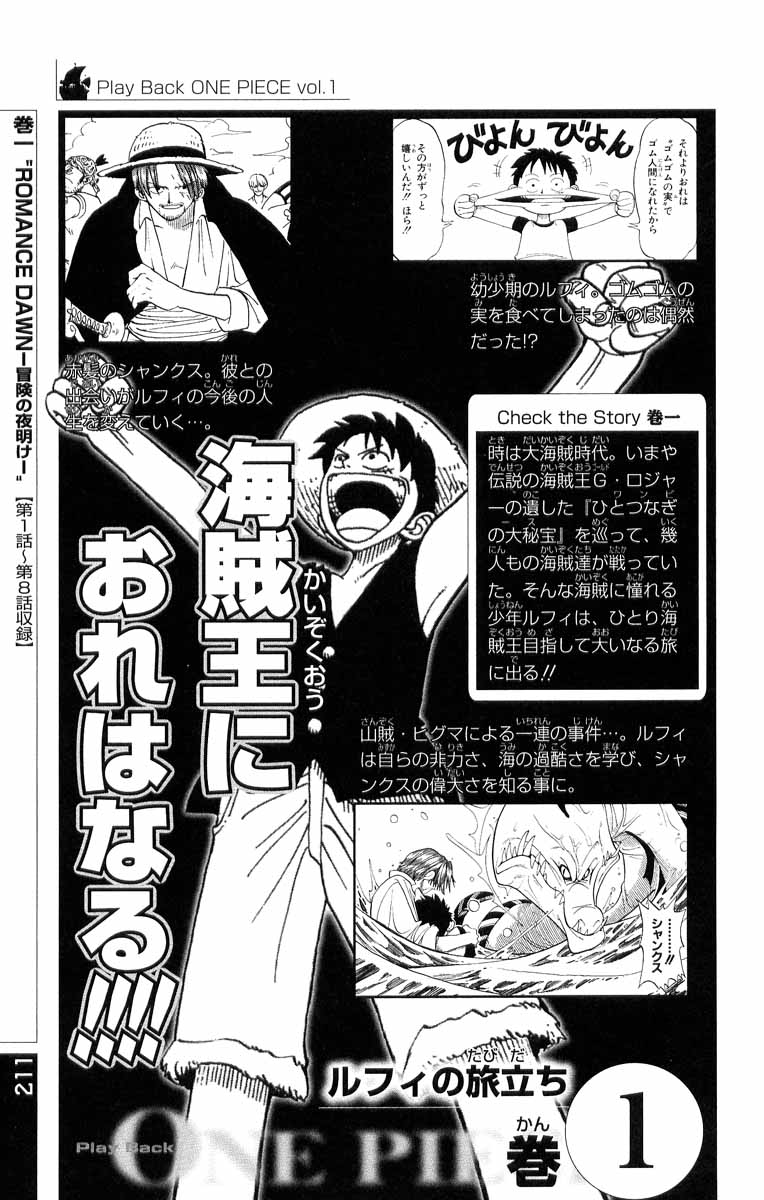 Play Back ONE PIECE vol.1
巻一 "ROMANCE DAWN―冒険の夜明け―"【第1話～第8話収録】
それよりおれは
"ゴムゴムの実"で
ゴム人間になれたから
びよん びよん
その方がずっと
嬉しいんだ!! ほら!!
幼少期のルフィ。ゴムゴムの
実を食べてしまったのは偶然
だった!?
赤髪のシャンクス。彼との
出会いがルフィの今後の人
生を変えていく…。
Check the Story 巻一
時は大海賊時代。いまや
伝説の海賊王G・ロジャ
ーの遺した『ひとつなぎ
の大秘宝』を巡って、幾
人もの海賊達が戦ってい
た。そんな海賊に憧れる
少年ルフィは、ひとり海
賊王目指して大いなる旅
に出る!!
海賊王に
かいぞくおう
おれはなる!!!!
山賊・ヒグマによる一連の事件…。ルフィ
は自らの非力さ、海の過酷さを学び、シャ
ンクスの偉大さを知る事に。
………!!
シャンクス
ルフィの旅立ち
巻 1
Play Back
ONE PIECE
211